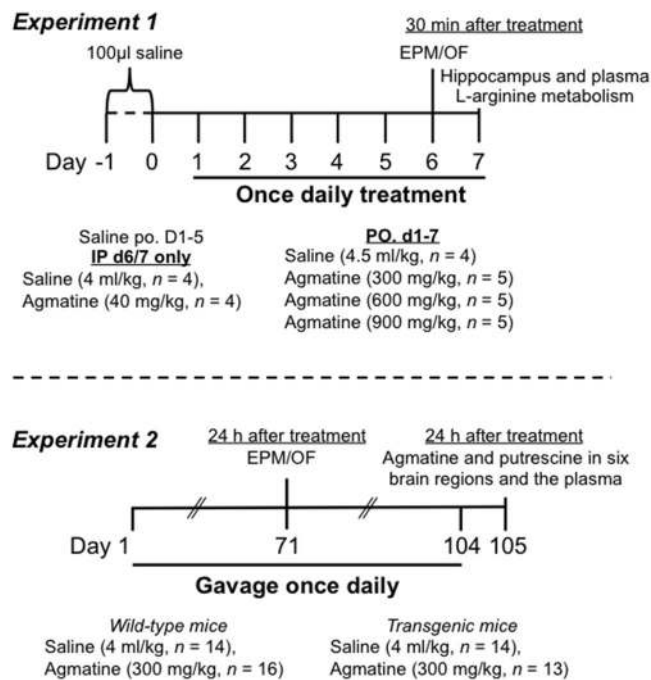 Experiment 1
30 min after treatment
100µl saline
EPM/OF
Hippocampus and plasma
L-arginine metabolism
Day -1 0 1 2 3 4 5 6 7
Once daily treatment
Saline po. D1-5
IP d6/7 only
Saline (4 ml/kg, n = 4),
Agmatine (40 mg/kg, n = 4)
PO. d1-7
Saline (4.5 ml/kg, n = 4)
Agmatine (300 mg/kg, n = 5)
Agmatine (600 mg/kg, n = 5)
Agmatine (900 mg/kg, n = 5)
Experiment 2
24 h after treatment
EPM/OF
24 h after treatment
Agmatine and putrescine in six
brain regions and the plasma
Day 1 71 104 105
Gavage once daily
Wild-type mice
Saline (4 ml/kg, n = 14),
Agmatine (300 mg/kg, n = 16)
Transgenic mice
Saline (4 ml/kg, n = 14),
Agmatine (300 mg/kg, n = 13)